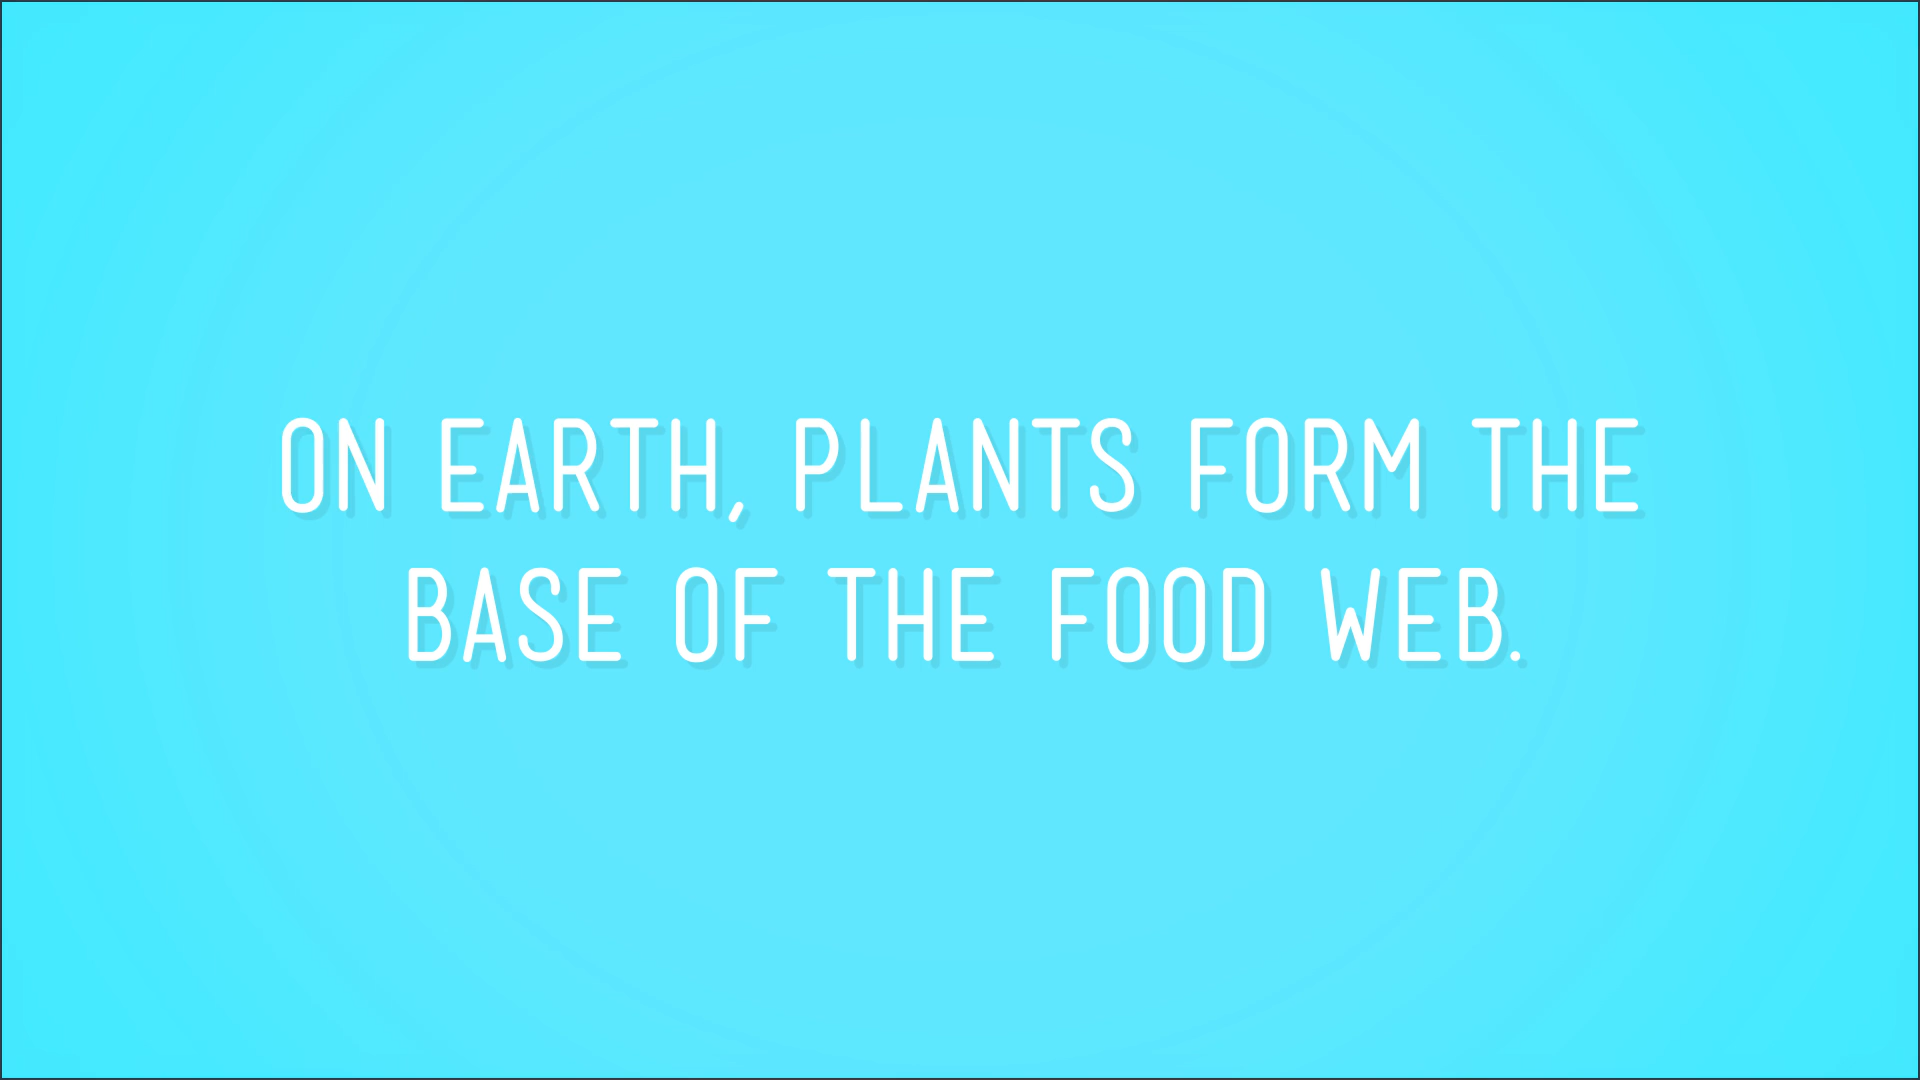 ON EARTH, PLANTS FORM THE
BASE OF THE FOOD WEB.